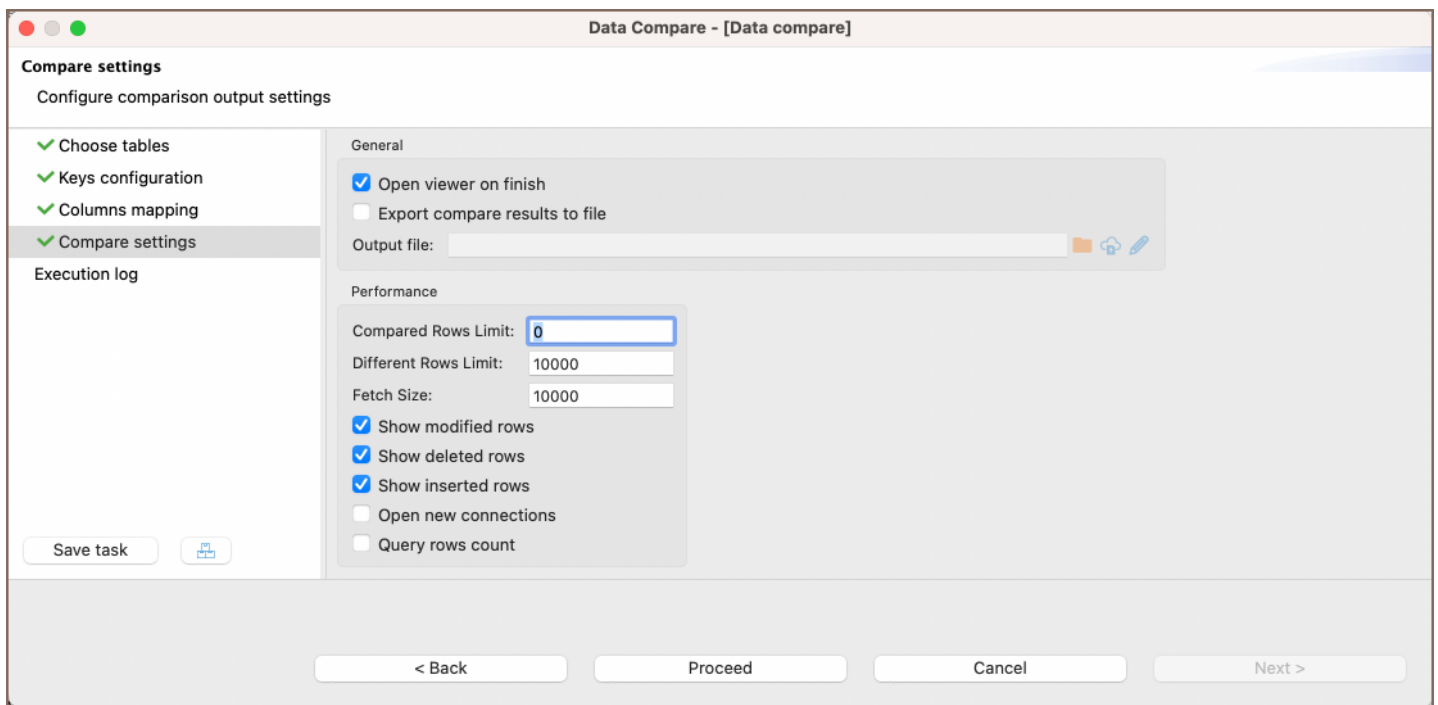 Data Compare - [Data compare]
Compare settings
Configure comparison output settings
Choose tables
Keys configuration
Columns mapping
Compare settings
Execution log
Save task
General
Open viewer on finish
Export compare results to file
Output file:
Performance
Compared Rows Limit: 0
Different Rows Limit: 10000
Fetch Size: 10000
Show modified rows
Show deleted rows
Show inserted rows
Open new connections
Query rows count
< Back Proceed Cancel Next >